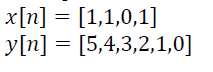 x[n] = [1,1,0,1]
y[n] = [5,4,3,2,1,0]